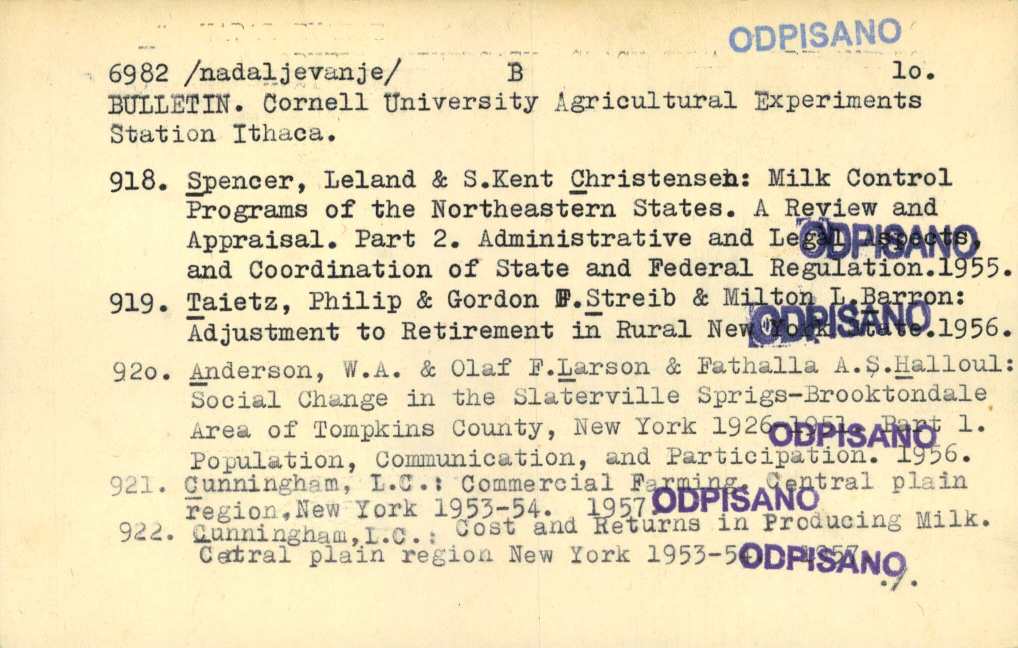 ODPISANO
6982 /nadaljevanje/ B lo.
BULLETIN. Cornell University Agricultural Experiments
Station Ithaca.
918. Spencer, Leland & S.Kent Christensen: Milk Control
Programs of the Northeastern States. A Review and
Appraisal. Part 2. Administrative and Legal Aspects,
ODPISANO
and Coordination of State and Federal Regulation.1955.
919. Taietz, Philip & Gordon F.Streib & Milton L.Barron:
Adjustment to Retirement in Rural New York State.1956.
ODPISANO
92o. Anderson, W.A. & Olaf F.Larson & Fathalla A.S.Halloul:
Social Change in the Slaterville Sprigs-Brooktondale
Area of Tompkins County, New York 1926-1951. Part 1.
ODPISANO
Population, Communication, and Participation. 1956.
921. Cunningham, L.C.: Commercial Farming. Central plain
region,New York 1953-54. 1957
ODPISANO
922. Cunningham,L.C.: Cost and Returns in Producing Milk.
Cetral plain region New York 1953-54. 1957.
ODPISANO
./.